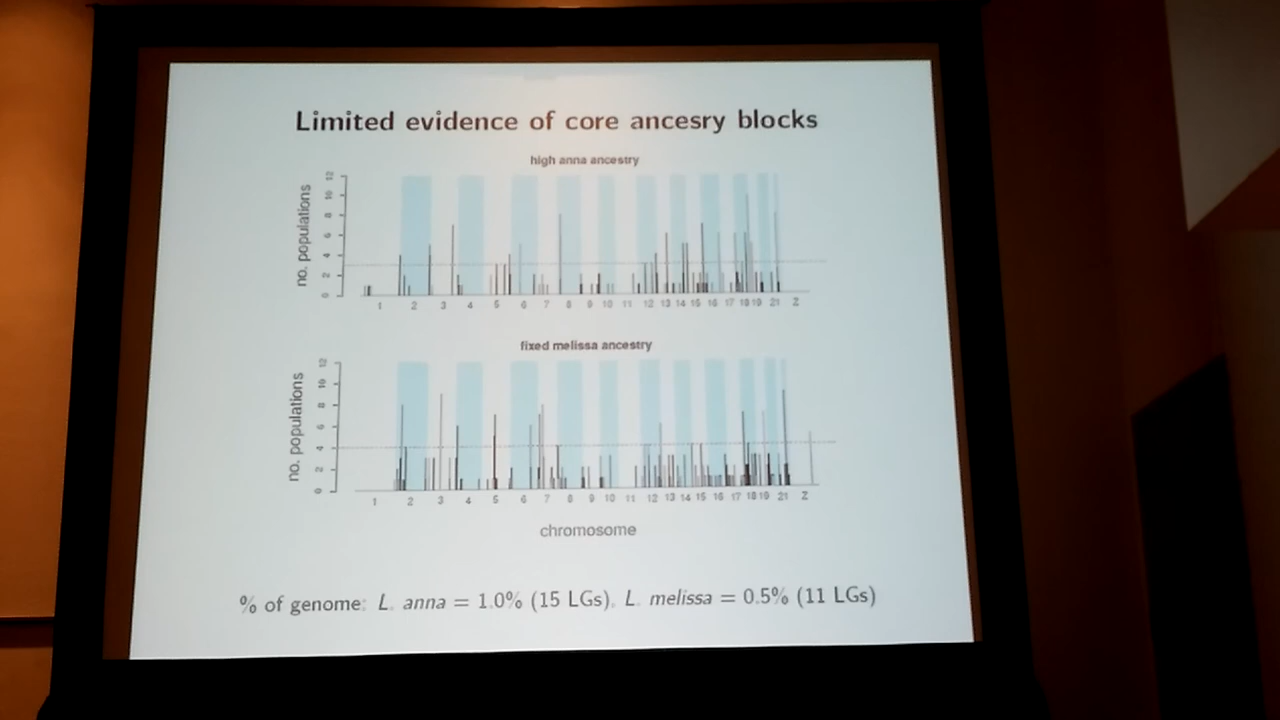 Limited evidence of core ancesry blocks
high anna ancestry
no. populations
0 2 4 6 8 10 12
1 2 3 4 5 6 7 8 9 10 11 12 13 14 15 16 17 18 19 21 Z
fixed melissa ancestry
no. populations
0 2 4 6 8 10 12
1 2 3 4 5 6 7 8 9 10 11 12 13 14 15 16 17 18 19 21 Z
chromosome
% of genome: L. anna = 1.0% (15 LGs), L. melissa = 0.5% (11 LGs)